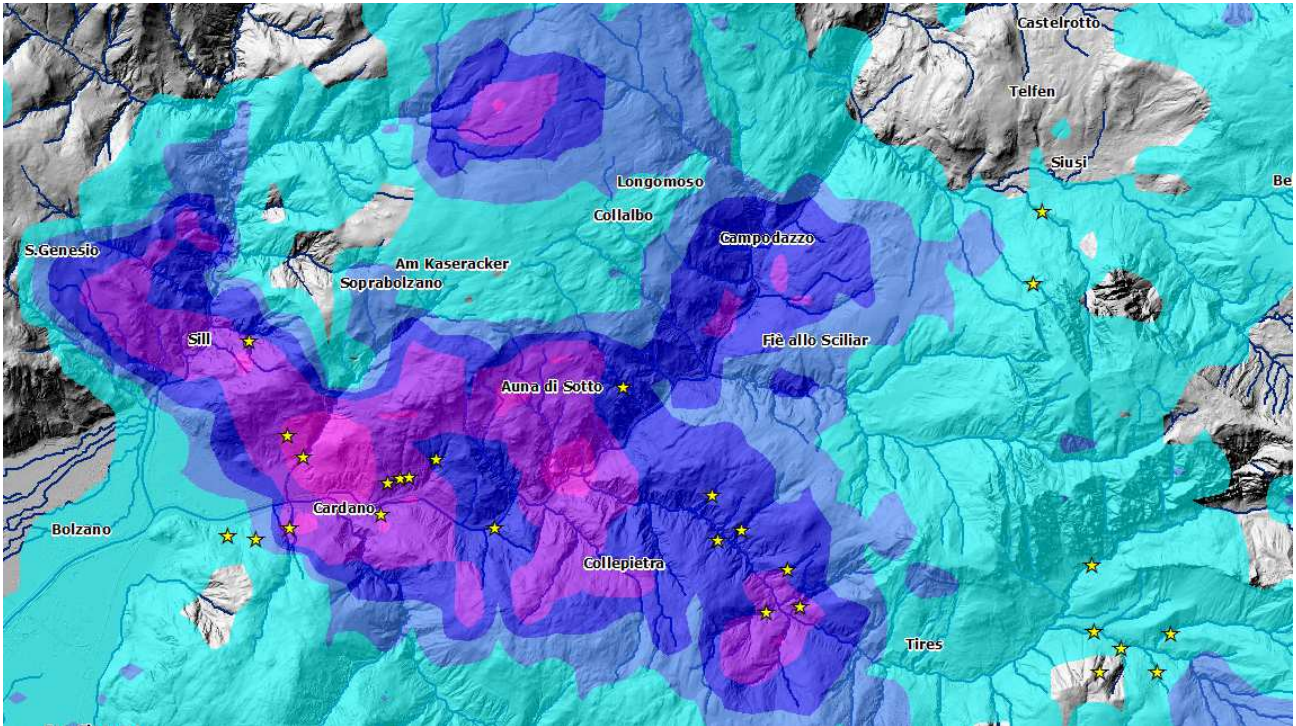 Castelrotto
Telfen
Siusi
Be
Longomoso
Collalbo
Campodazzo
S.Genesio
Am Kaseracker
Soprabolzano
Sill
Fiè allo Sciliar
Auna di Sotto
Cardano
Bolzano
Collepietra
Tires